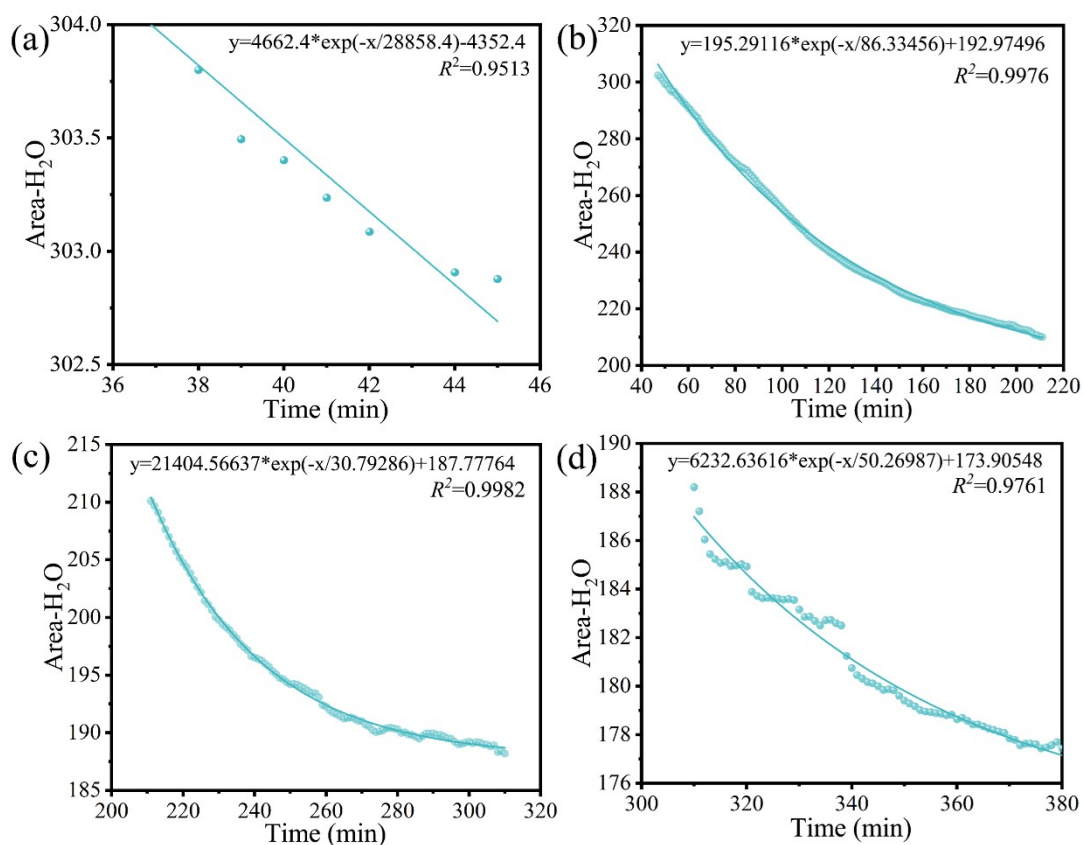 (a)
y=4662.4*exp(-x/28858.4)-4352.4
R²=0.9513
304.0
303.5
303.0
302.5
Area-H₂O
36 38 40 42 44 46
Time (min)
(b)
y=195.29116*exp(-x/86.33456)+192.97496
R²=0.9976
320
300
280
260
240
220
200
Area-H₂O
40 60 80 100 120 140 160 180 200 220
Time (min)
(c)
y=21404.56637*exp(-x/30.79286)+187.77764
R²=0.9982
215
210
205
200
195
190
185
Area-H₂O
200 220 240 260 280 300 320
Time (min)
(d)
y=6232.63616*exp(-x/50.26987)+173.90548
R²=0.9761
190
188
186
184
182
180
178
176
Area-H₂O
300 320 340 360 380
Time (min)